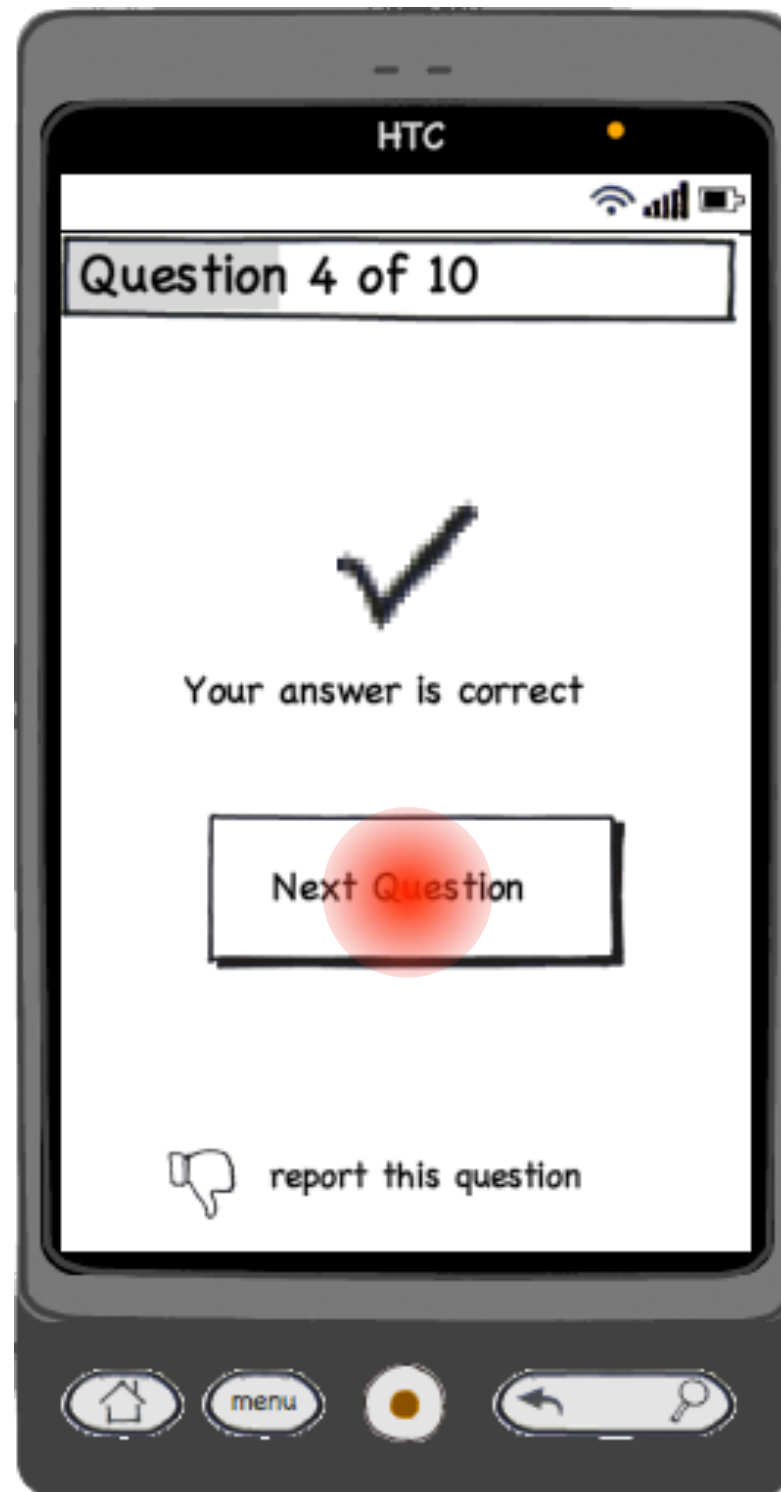 HTC
Question 4 of 10
Your answer is correct
Next Question
report this question
menu